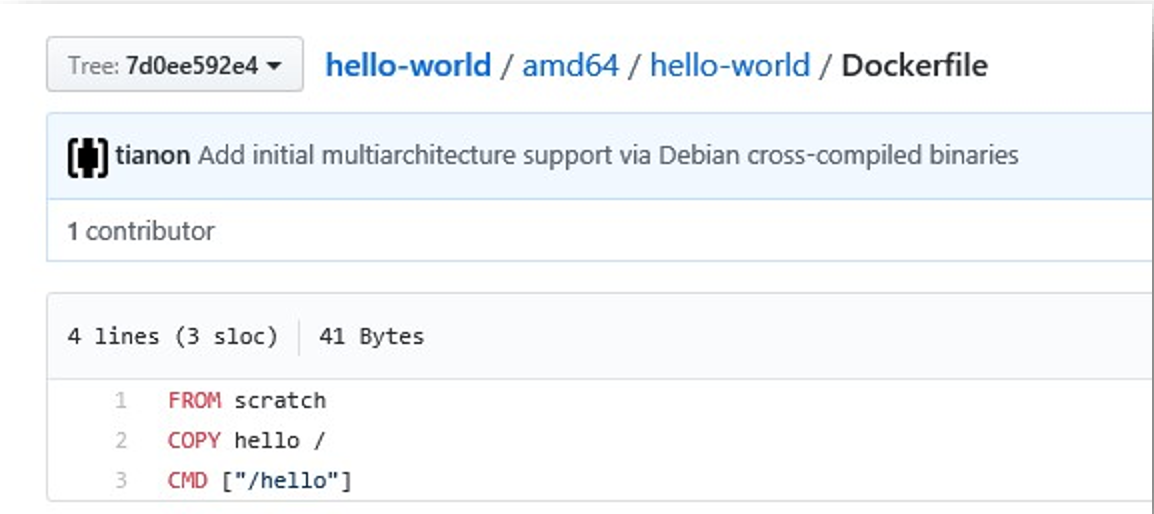 Tree: 7d0ee592e4 hello-world / amd64 / hello-world / Dockerfile
tianon Add initial multiarchitecture support via Debian cross-compiled binaries
1 contributor
4 lines (3 sloc) 41 Bytes
1 FROM scratch
2 COPY hello /
3 CMD ["/hello"]